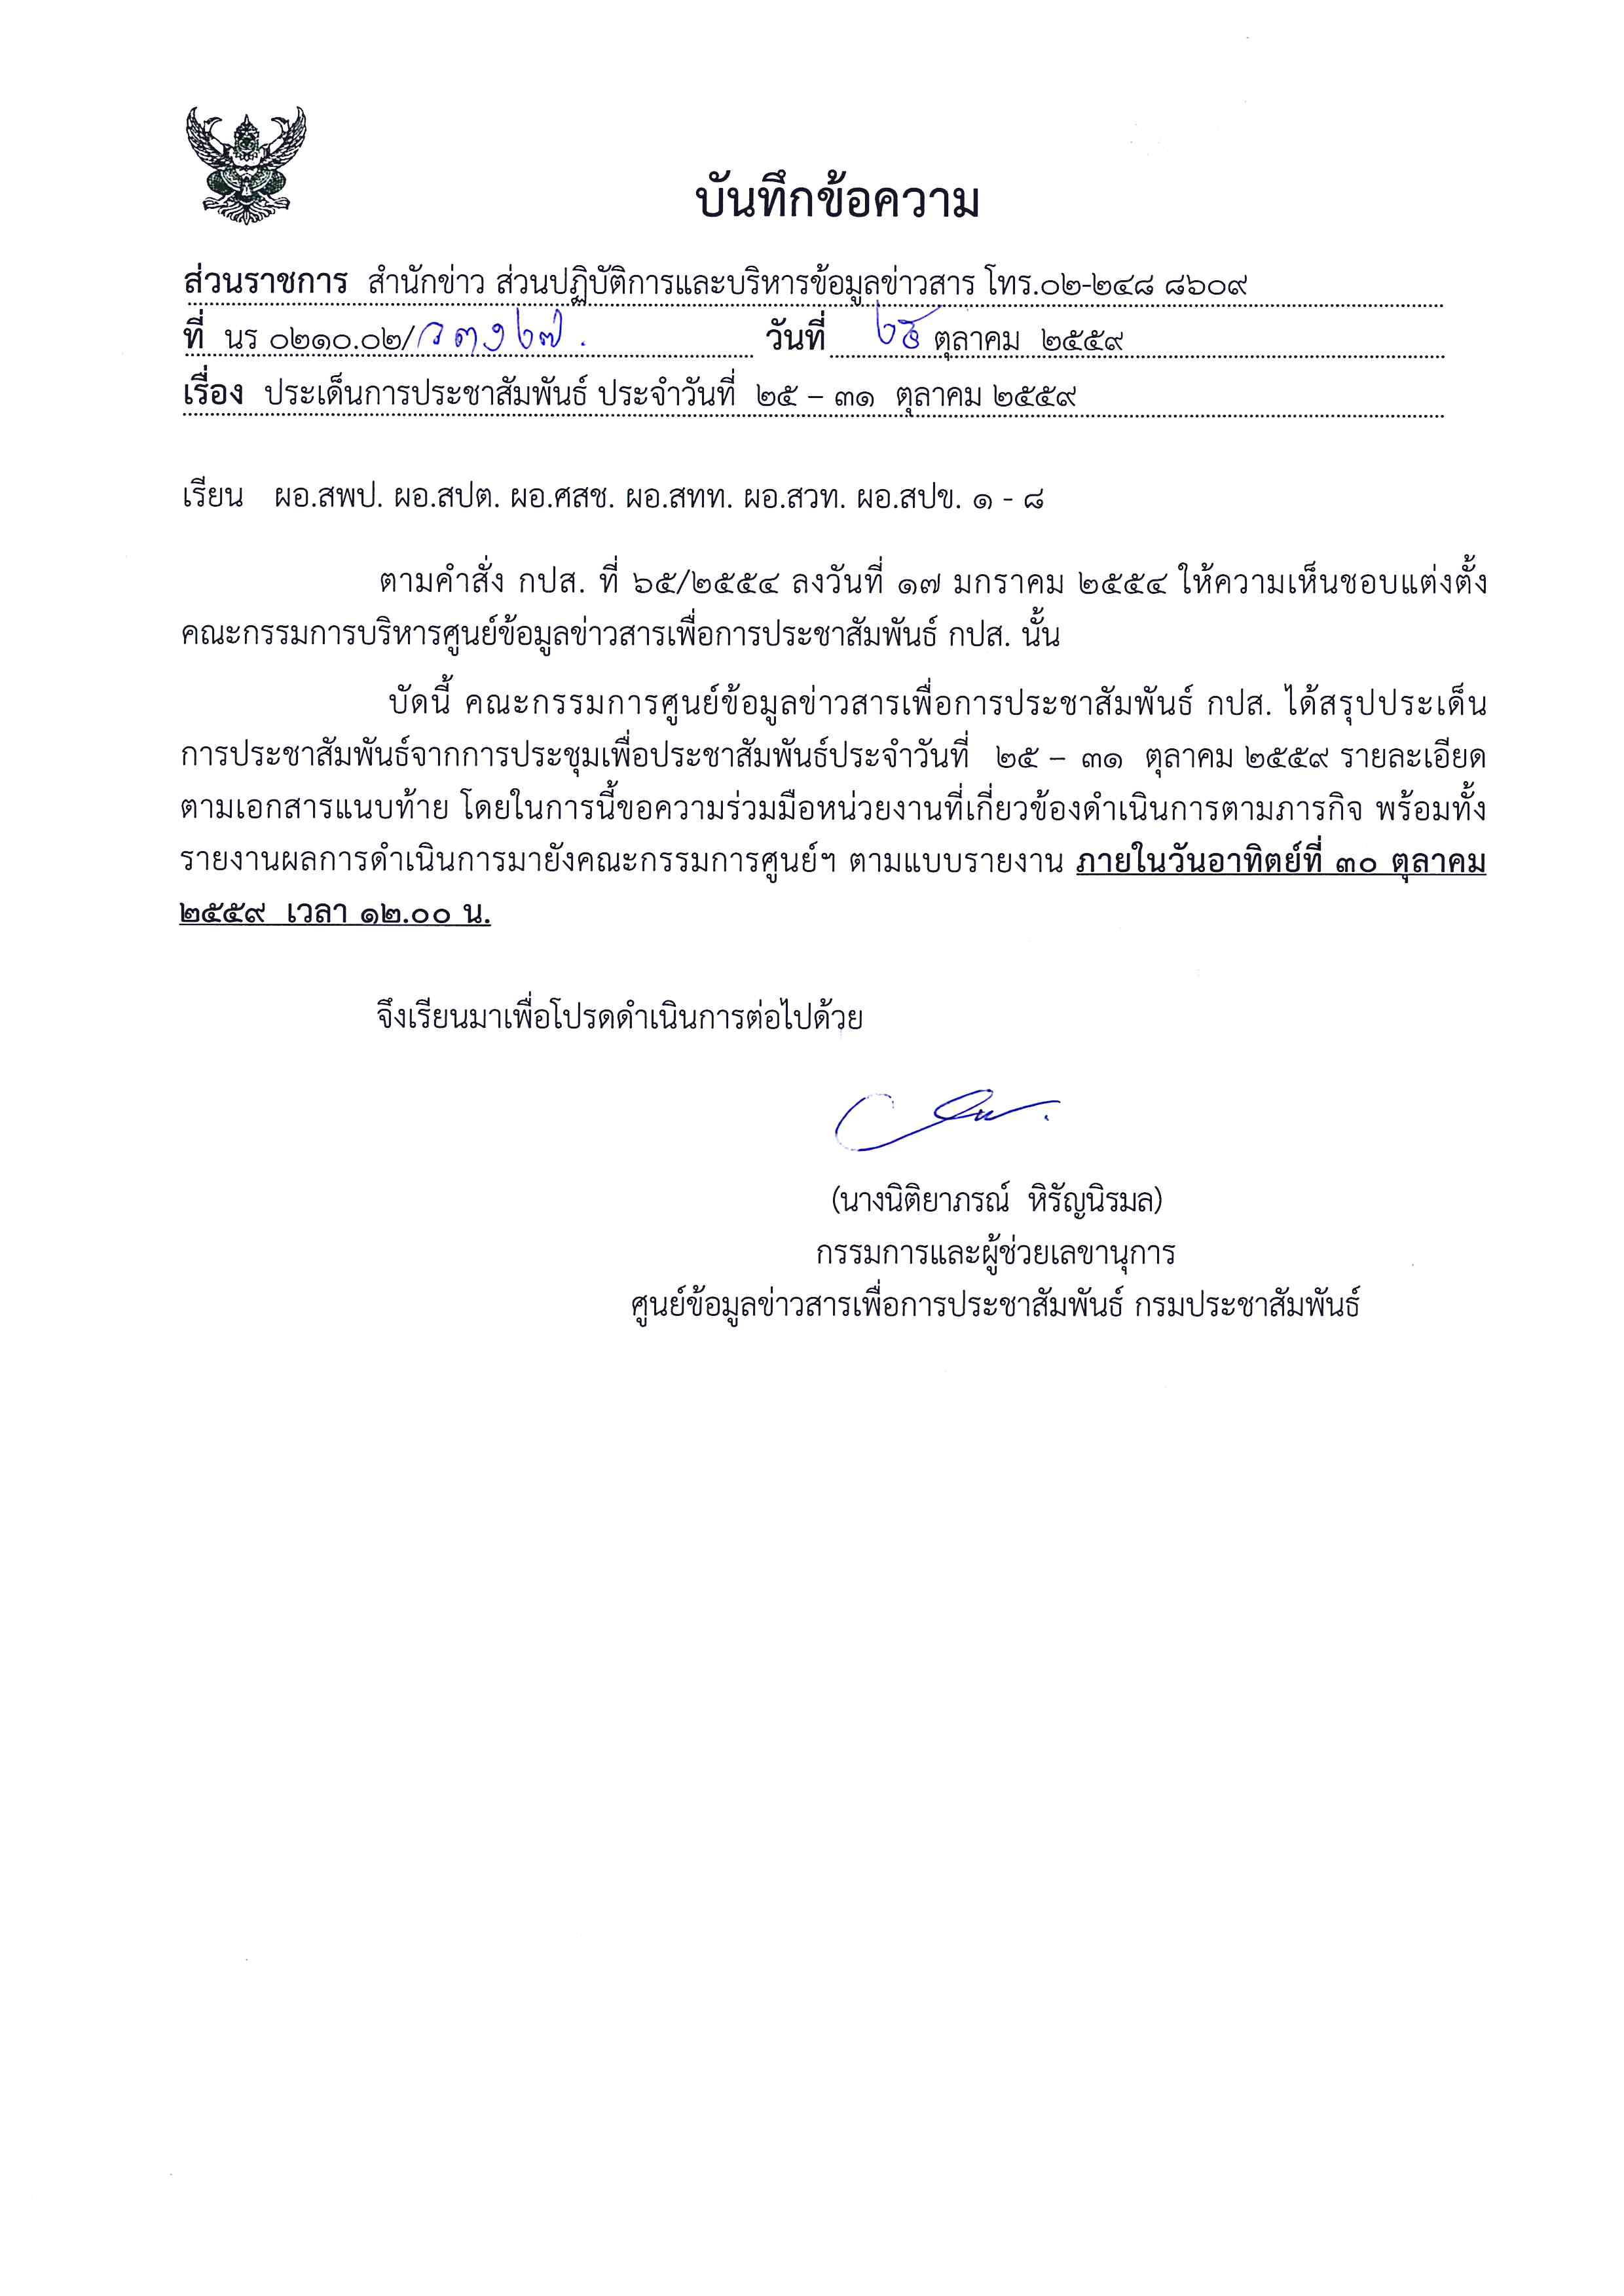 บันทึกข้อความ
ส่วนราชการ สำนักข่าว ส่วนปฏิบัติการและบริหารข้อมูลข่าวสาร โทร.๐๒-๒๔๘ ๘๖๐๙
ที่ นร ๐๒๑๐.๐๒/ วันที่ ๒๕ ตุลาคม ๒๕๕๙
เรื่อง ประเด็นการประชาสัมพันธ์ ประจำวันที่ ๒๕ – ๓๑ ตุลาคม ๒๕๕๙
เรียน ผอ.สพป. ผอ.สปต. ผอ.ศสช. ผอ.สทท. ผอ.สวท. ผอ.สปข. ๑ - ๘
ตามคำสั่ง กปส. ที่ ๖๕/๒๕๕๔ ลงวันที่ ๑๗ มกราคม ๒๕๕๔ ให้ความเห็นชอบแต่งตั้ง
คณะกรรมการบริหารศูนย์ข้อมูลข่าวสารเพื่อการประชาสัมพันธ์ กปส. นั้น
บัดนี้ คณะกรรมการศูนย์ข้อมูลข่าวสารเพื่อการประชาสัมพันธ์ กปส. ได้สรุปประเด็น
การประชาสัมพันธ์จากการประชุมเพื่อประชาสัมพันธ์ประจำวันที่ ๒๕ – ๓๑ ตุลาคม ๒๕๕๙ รายละเอียด
ตามเอกสารแนบท้าย โดยในการนี้ขอความร่วมมือหน่วยงานที่เกี่ยวข้องดำเนินการตามภารกิจ พร้อมทั้ง
รายงานผลการดำเนินการมายังคณะกรรมการศูนย์ฯ ตามแบบรายงาน ภายในวันอาทิตย์ที่ ๓๐ ตุลาคม
๒๕๕๙ เวลา ๑๒.๐๐ น.
จึงเรียนมาเพื่อโปรดดำเนินการต่อไปด้วย
(นางนิติยาภรณ์ หิรัญนิรมล)
กรรมการและผู้ช่วยเลขานุการ
ศูนย์ข้อมูลข่าวสารเพื่อการประชาสัมพันธ์ กรมประชาสัมพันธ์